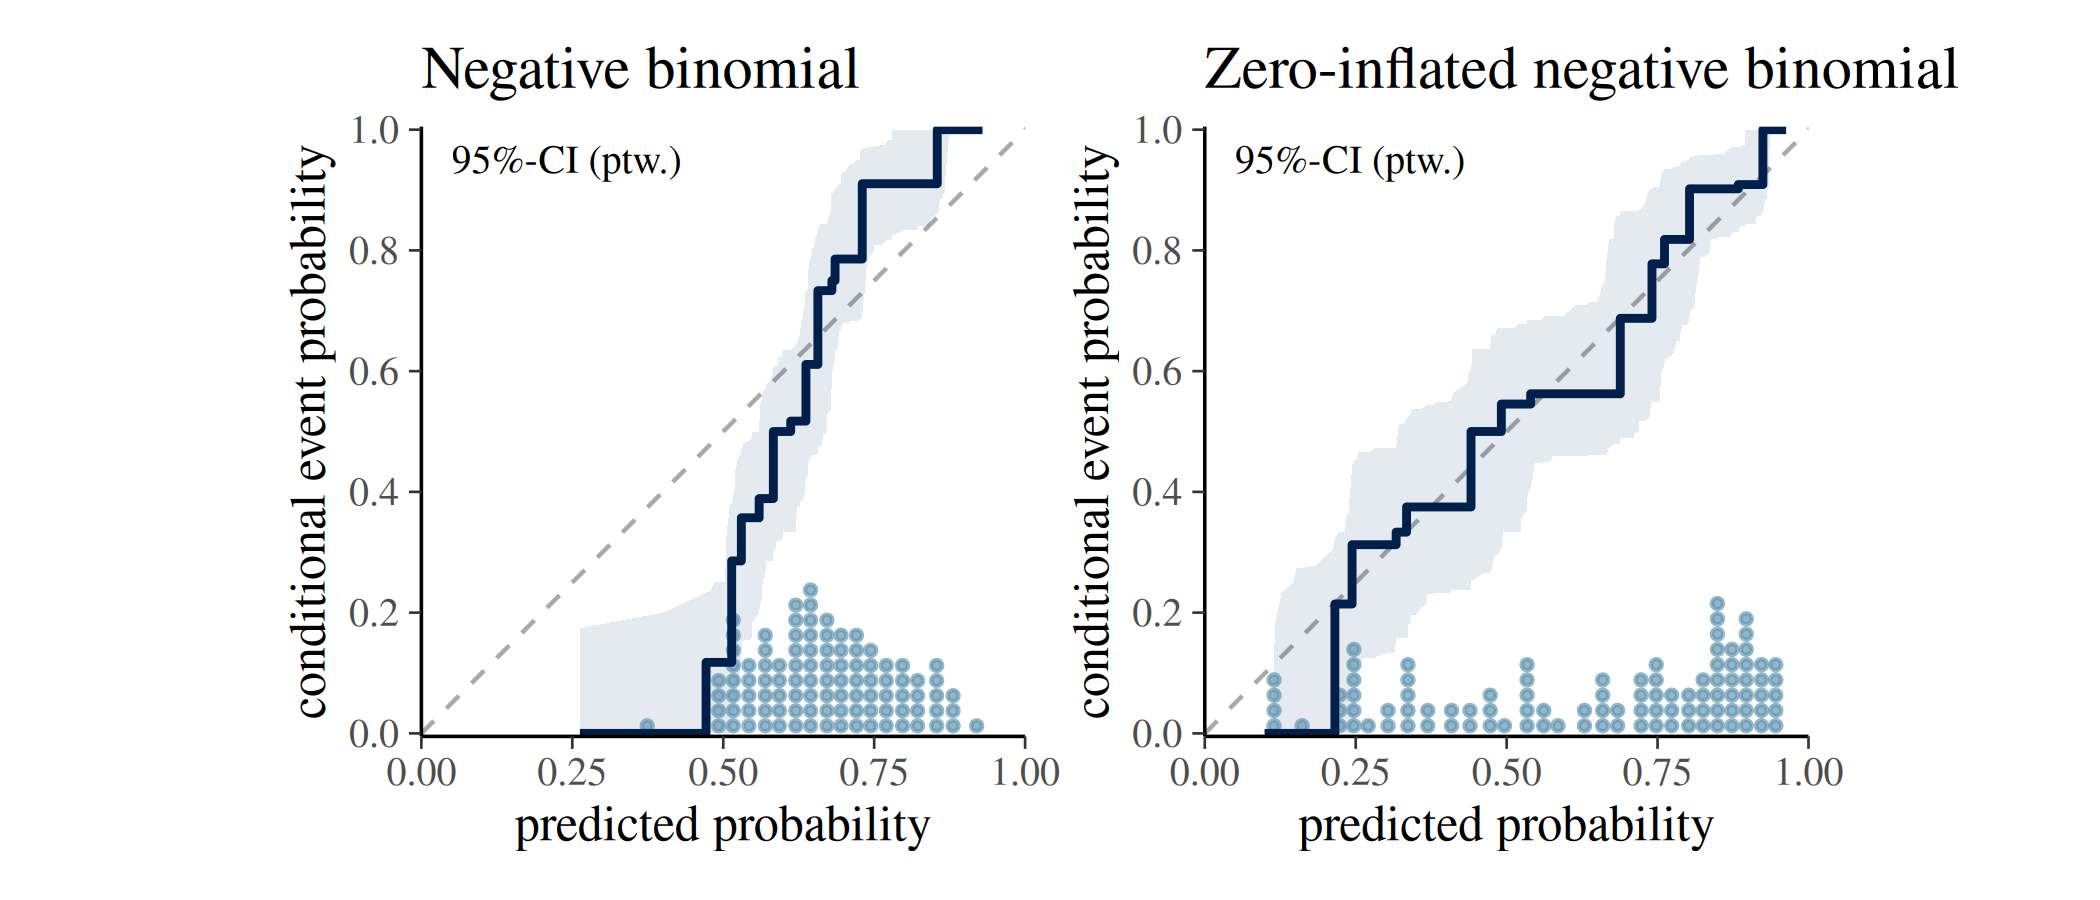 Negative binomial
95%-CI (ptw.)
conditional event probability
1.0
0.8
0.6
0.4
0.2
0.0
0.00 0.25 0.50 0.75 1.00
predicted probability
Zero-inflated negative binomial
95%-CI (ptw.)
conditional event probability
1.0
0.8
0.6
0.4
0.2
0.0
0.00 0.25 0.50 0.75 1.00
predicted probability